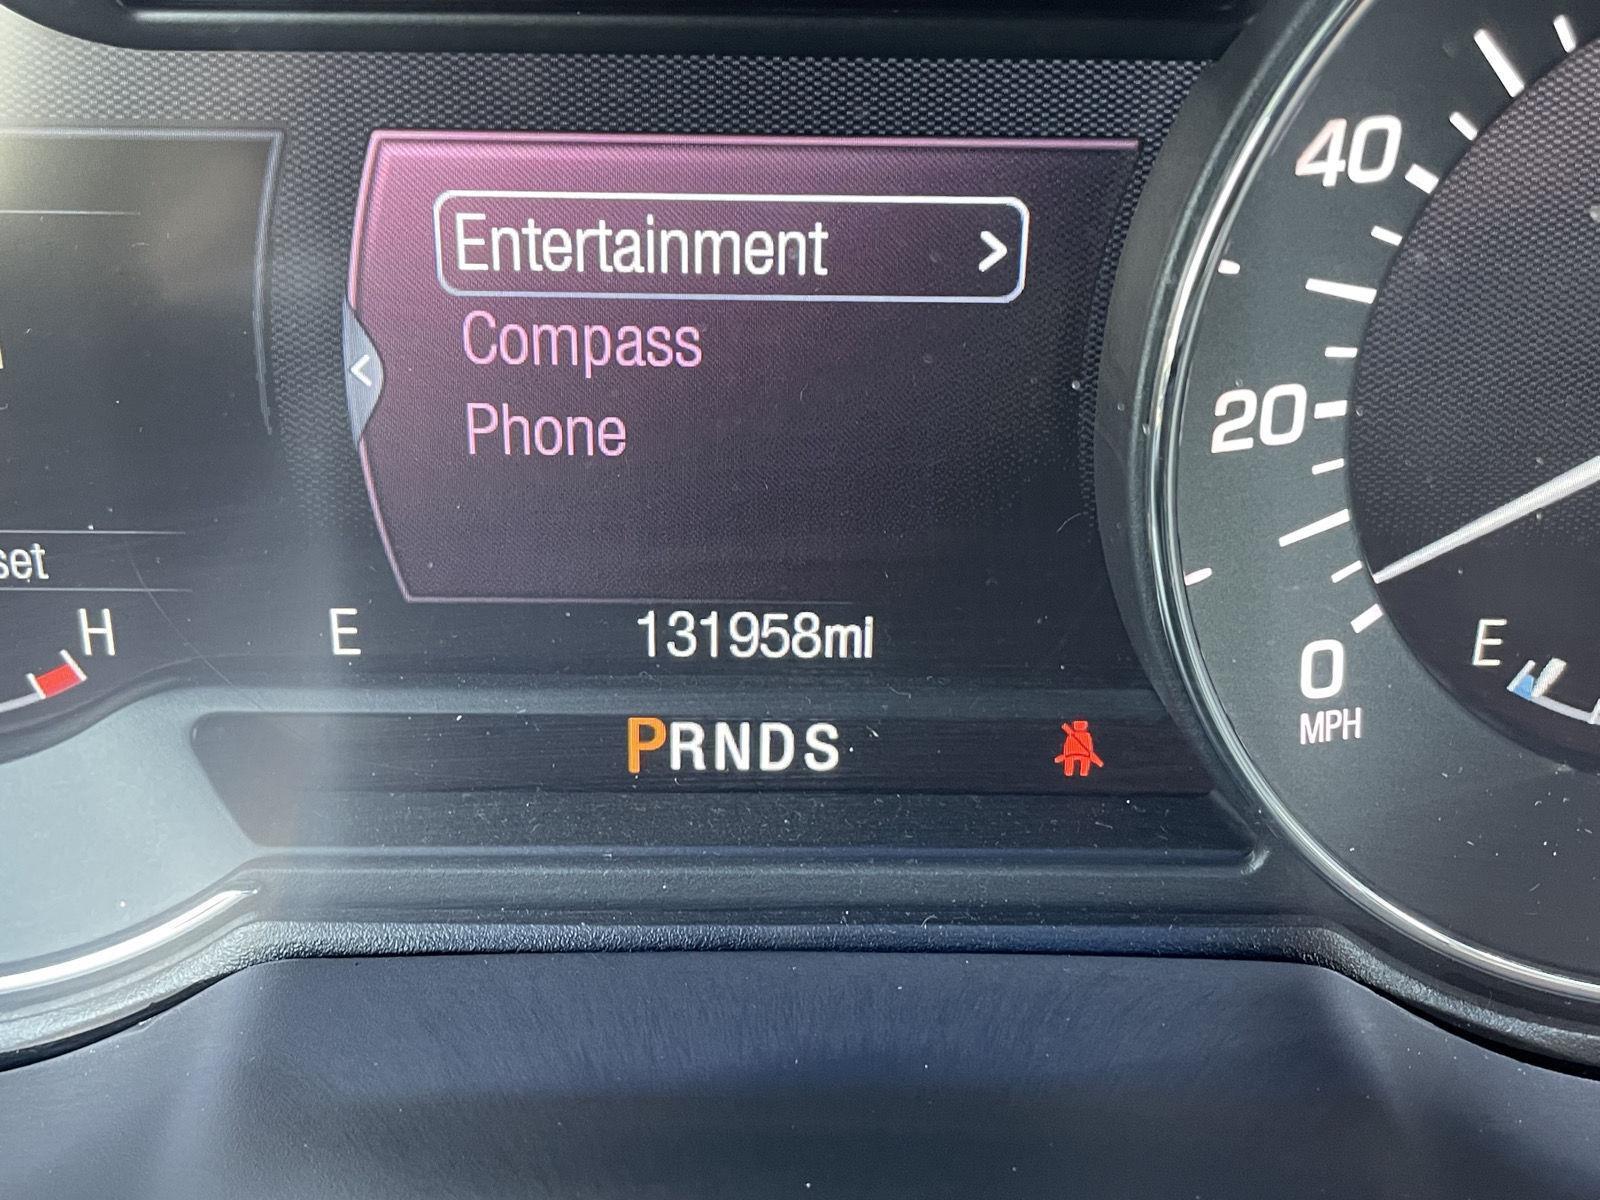 Entertainment >
Compass
<
Phone
set
H
E
131958mi
PRNDS
40
20
0
MPH
E